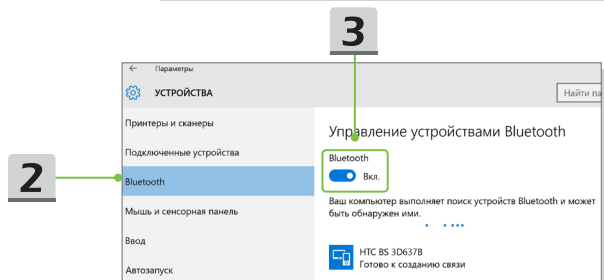 3
← Параметры
УСТРОЙСТВА
Найти па
Принтеры и сканеры
Подключенные устройства
2
Bluetooth
Мышь и сенсорная панель
Ввод
Автозапуск
Управление устройствами Bluetooth
Bluetooth
Вкл.
Ваш компьютер выполняет поиск устройств Bluetooth и может
быть обнаружен ими.
HTC BS 3D637B
Готово к созданию связи